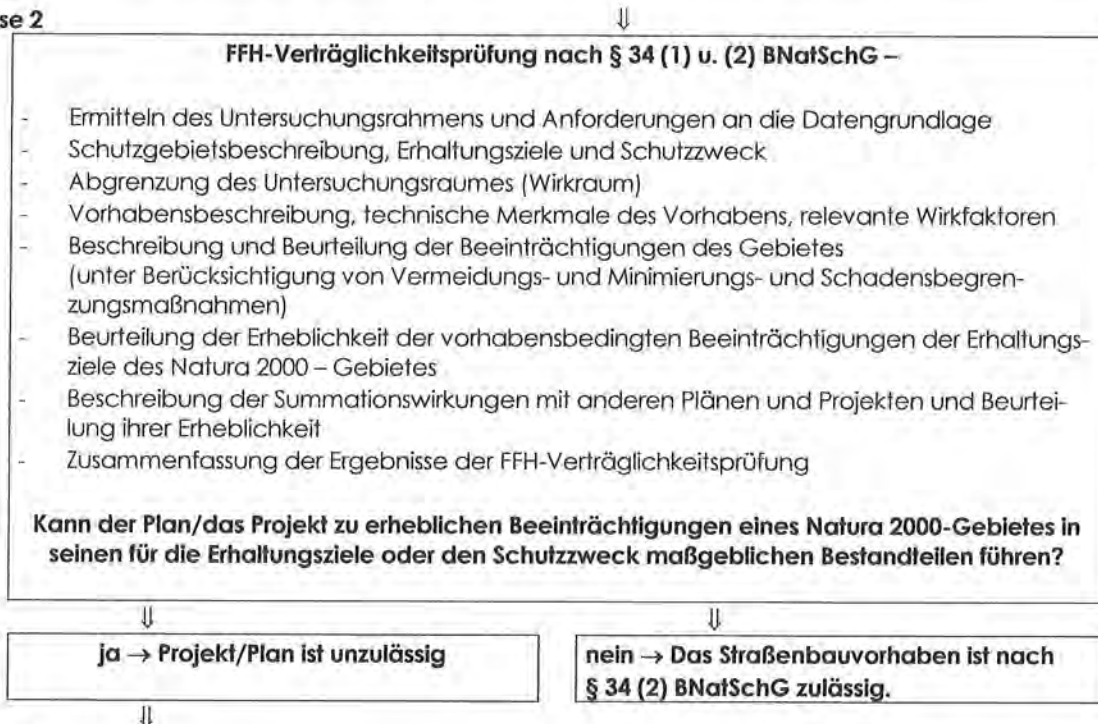 se 2
⇓
FFH-Verträglichkeitsprüfung nach § 34 (1) u. (2) BNatSchG –
- Ermitteln des Untersuchungsrahmens und Anforderungen an die Datengrundlage
- Schutzgebietsbeschreibung, Erhaltungsziele und Schutzzweck
- Abgrenzung des Untersuchungsraumes (Wirkraum)
- Vorhabensbeschreibung, technische Merkmale des Vorhabens, relevante Wirkfaktoren
- Beschreibung und Beurteilung der Beeinträchtigungen des Gebietes
(unter Berücksichtigung von Vermeidungs- und Minimierungs- und Schadensbegren-
zungsmaßnahmen)
- Beurteilung der Erheblichkeit der vorhabensbedingten Beeinträchtigungen der Erhaltungs-
ziele des Natura 2000 – Gebietes
- Beschreibung der Summationswirkungen mit anderen Plänen und Projekten und Beurtei-
lung ihrer Erheblichkeit
- Zusammenfassung der Ergebnisse der FFH-Verträglichkeitsprüfung
Kann der Plan/das Projekt zu erheblichen Beeinträchtigungen eines Natura 2000-Gebietes in
seinen für die Erhaltungsziele oder den Schutzzweck maßgeblichen Bestandteilen führen?
⇓ ⇓
ja → Projekt/Plan ist unzulässig
nein → Das Straßenbauvorhaben ist nach
§ 34 (2) BNatSchG zulässig.
⇓